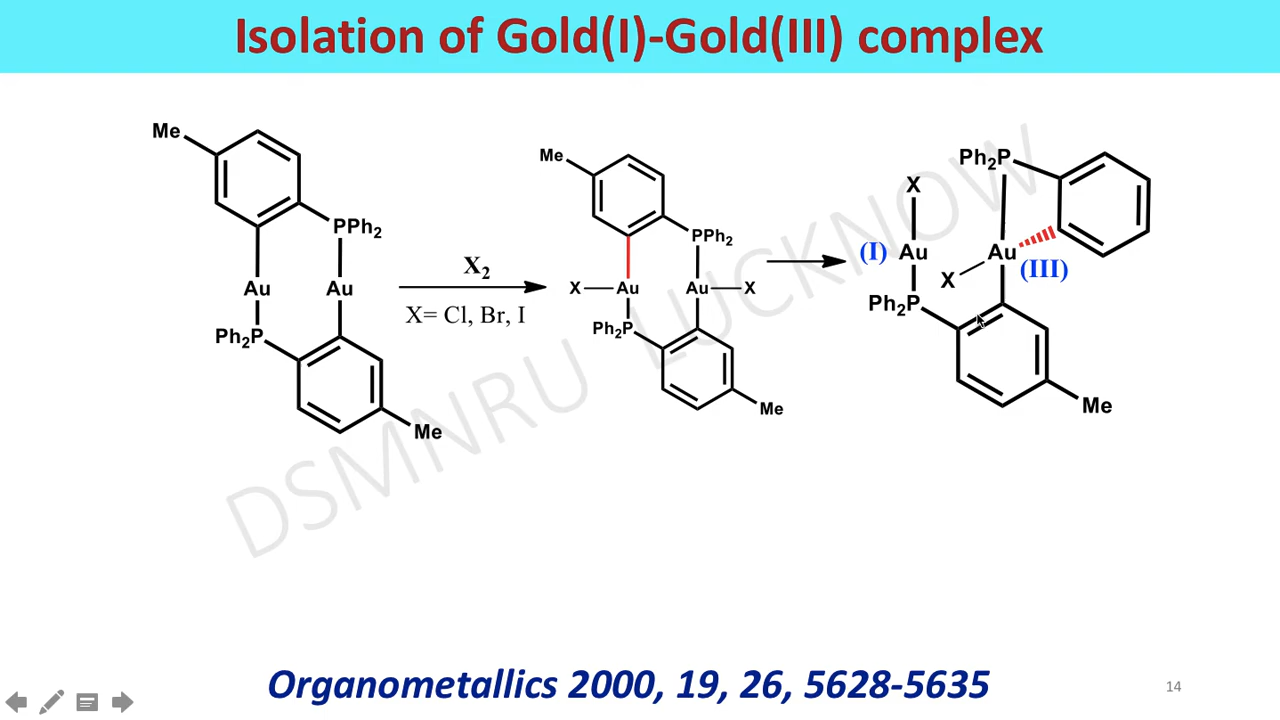 Isolation of Gold(I)-Gold(III) complex
Me
PPh2
Au
Au
Ph2P
Me
X2
X= Cl, Br, I
Me
PPh2
X
Au
Au
X
Ph2P
Me
Ph2P
X
(I)
Au
Au
X
(III)
Ph2P
Me
DSMNRU LUCKNOW
Organometallics 2000, 19, 26, 5628-5635
14